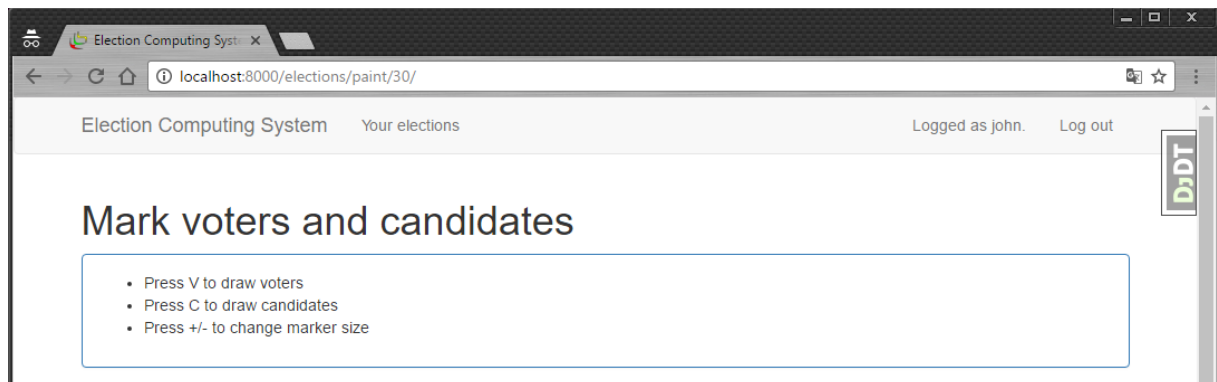 Election Computing Syst
localhost:8000/elections/paint/30/
Election Computing System Your elections Logged as john. Log out
DjDT
Mark voters and candidates
Press V to draw voters
Press C to draw candidates
Press +/- to change marker size